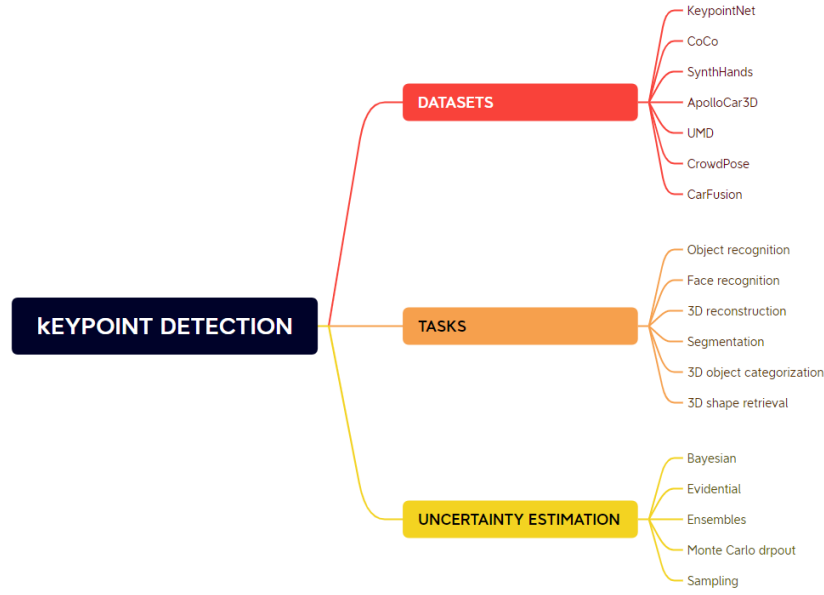 kEYPOINT DETECTION
DATASETS
KeypointNet
CoCo
SynthHands
ApolloCar3D
UMD
CrowdPose
CarFusion
TASKS
Object recognition
Face recognition
3D reconstruction
Segmentation
3D object categorization
3D shape retrieval
UNCERTAINTY ESTIMATION
Bayesian
Evidential
Ensembles
Monte Carlo drpout
Sampling